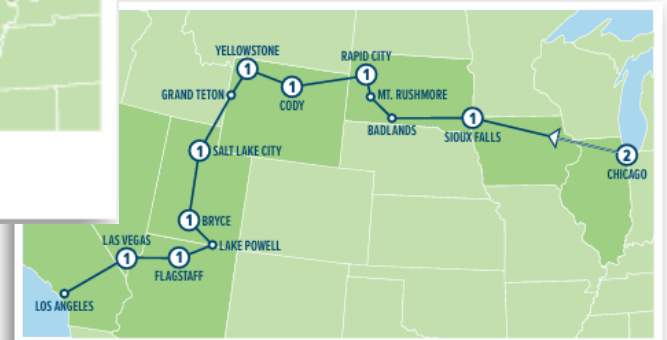 YELLOWSTONE
1
RAPID CITY
1
GRAND TETON
1
CODY
MT. RUSHMORE
BADLANDS
1
SIOUX FALLS
2
CHICAGO
1
SALT LAKE CITY
1
BRYCE
LAS VEGAS
1
1
FLAGSTAFF
LAKE POWELL
LOS ANGELES